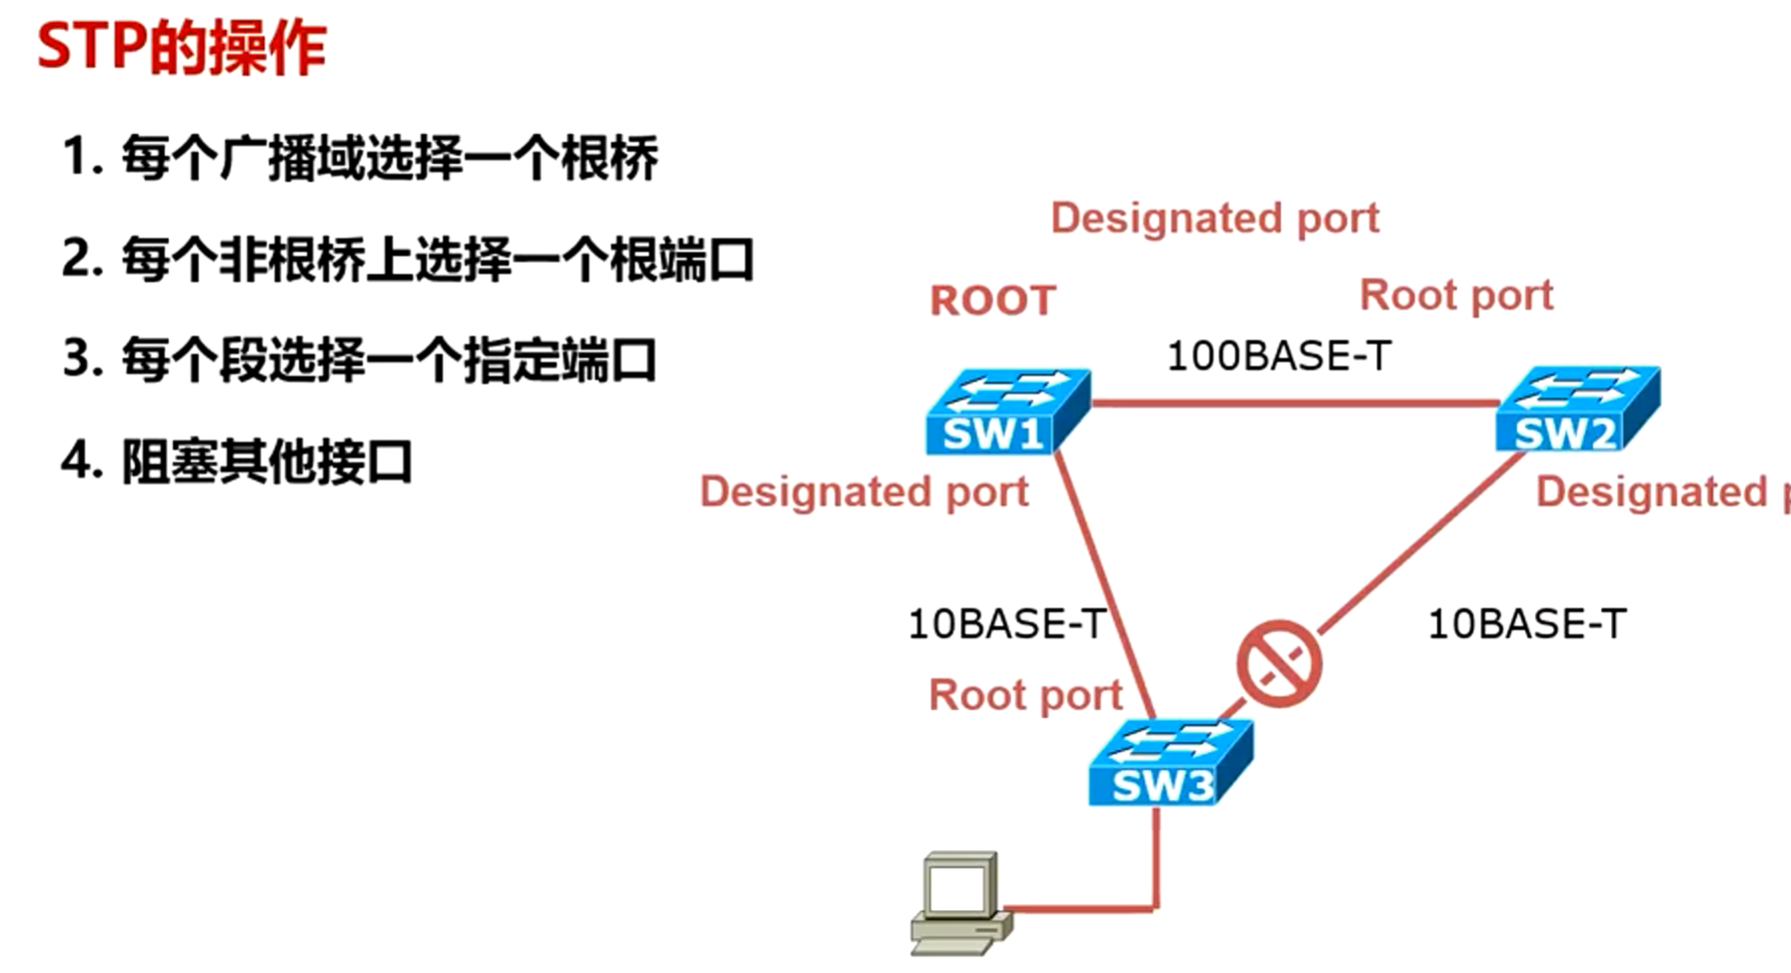 STP的操作
1. 每个广播域选择一个根桥
2. 每个非根桥上选择一个根端口
3. 每个段选择一个指定端口
4. 阻塞其他接口
Designated port
ROOT
Root port
100BASE-T
SW1
SW2
Designated port
Designated
10BASE-T
10BASE-T
Root port
SW3